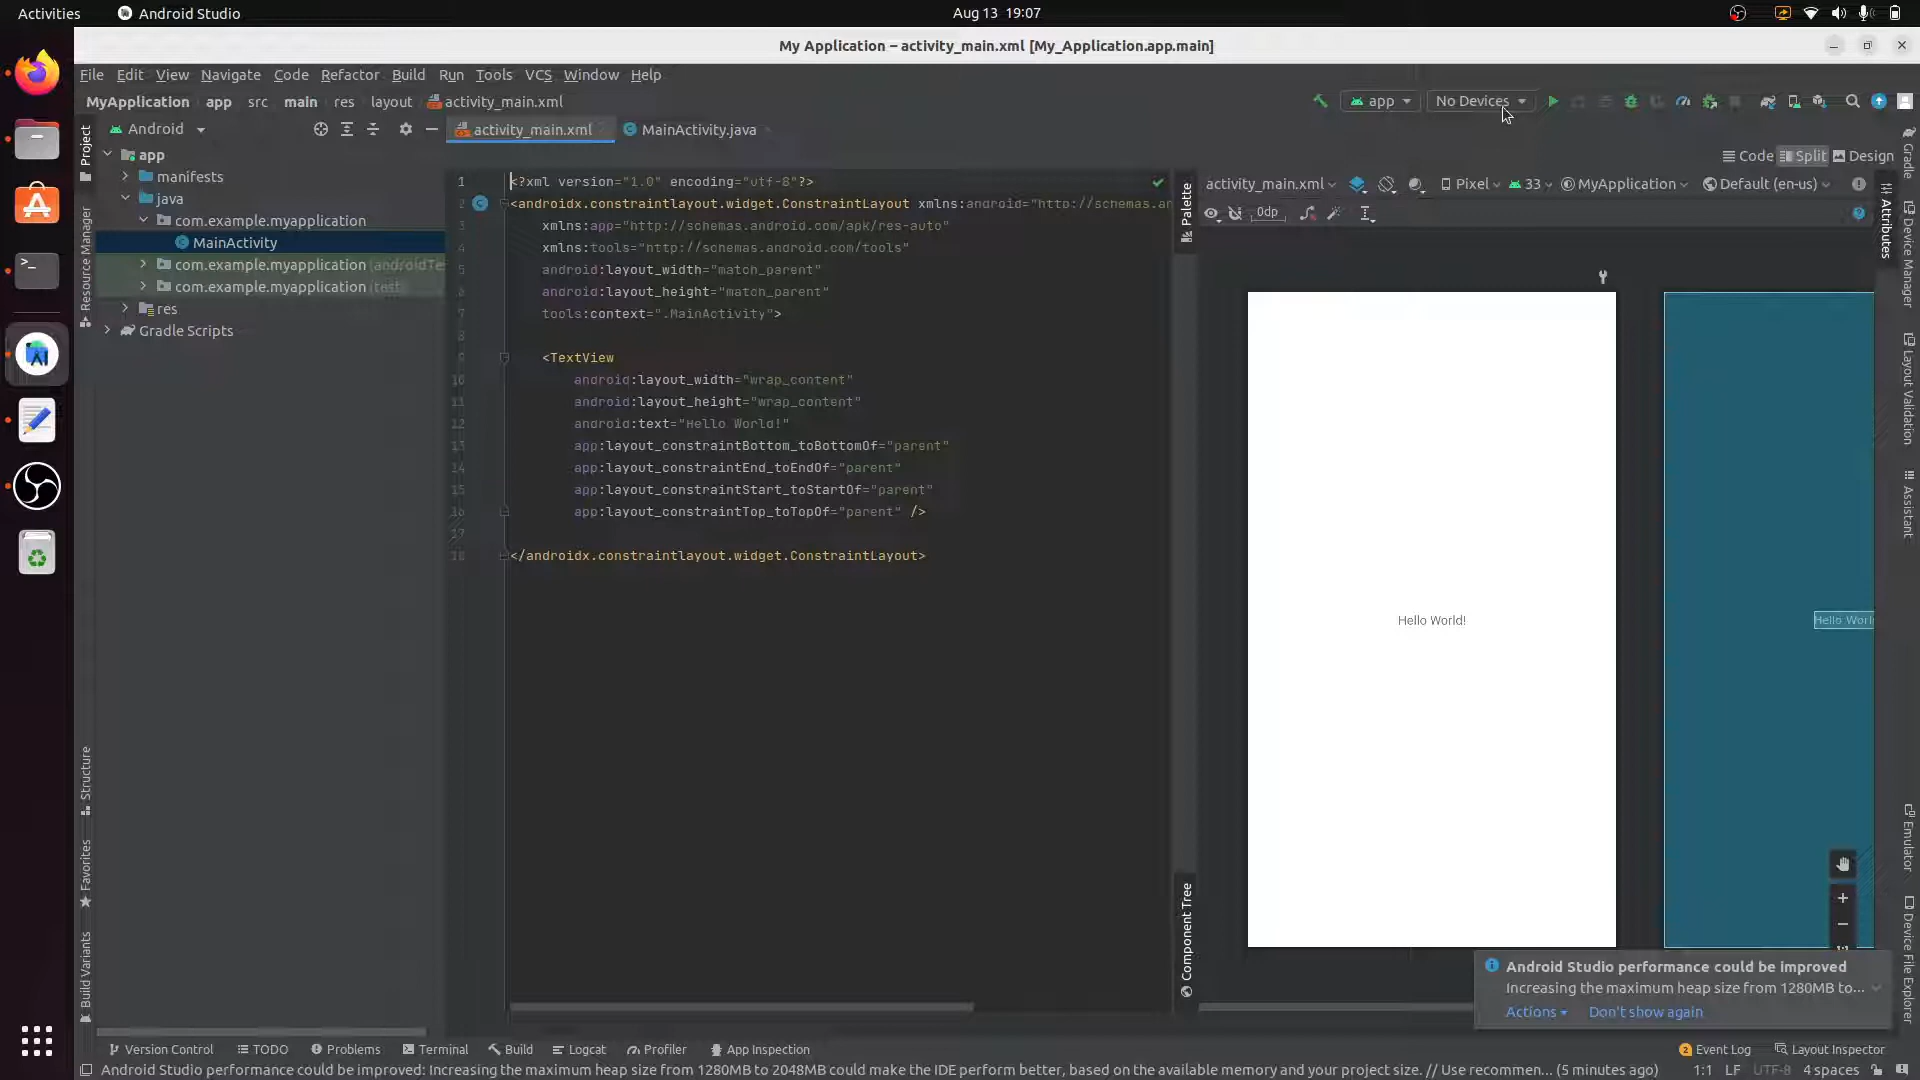 Activities
Android Studio
Aug 13 19:07
My Application – activity_main.xml [My_Application.app.main]
File Edit View Navigate Code Refactor Build Run Tools VCS Window Help
MyApplication app src main res layout activity_main.xml
app
No Devices
Project
Android
activity_main.xml
MainActivity.java
Gradle
app
Code Split Design
manifests
java
com.example.myapplication
MainActivity
com.example.myapplication (androidTe
com.example.myapplication (test)
res
Gradle Scripts
Resource Manager
1 <?xml version="1.0" encoding="utf-8"?>
2 <androidx.constraintlayout.widget.ConstraintLayout xmlns:android="http://schemas.an
3 xmlns:app="http://schemas.android.com/apk/res-auto"
4 xmlns:tools="http://schemas.android.com/tools"
5 android:layout_width="match_parent"
6 android:layout_height="match_parent"
7 tools:context=".MainActivity">
8
9 <TextView
10 android:layout_width="wrap_content"
11 android:layout_height="wrap_content"
12 android:text="Hello World!"
13 app:layout_constraintBottom_toBottomOf="parent"
14 app:layout_constraintEnd_toEndOf="parent"
15 app:layout_constraintStart_toStartOf="parent"
16 app:layout_constraintTop_toTopOf="parent" />
17
18 </androidx.constraintlayout.widget.ConstraintLayout>
Palette
activity_main.xml Pixel 33 MyApplication Default (en-us)
0dp
Attributes
Device Manager
Layout Validation
Assistant
Hello World!
Hello Worl
Component Tree
Structure
Favorites
Build Variants
Emulator
Device File Explorer
Android Studio performance could be improved
Increasing the maximum heap size from 1280MB to...
Actions Don't show again
Version Control TODO Problems Terminal Build Logcat Profiler App Inspection
2 Event Log Layout Inspector
Android Studio performance could be improved: Increasing the maximum heap size from 1280MB to 2048MB could make the IDE perform better, based on the available memory and your project size. // Use recommen... (5 minutes ago)
1:1 LF UTF-8 4 spaces